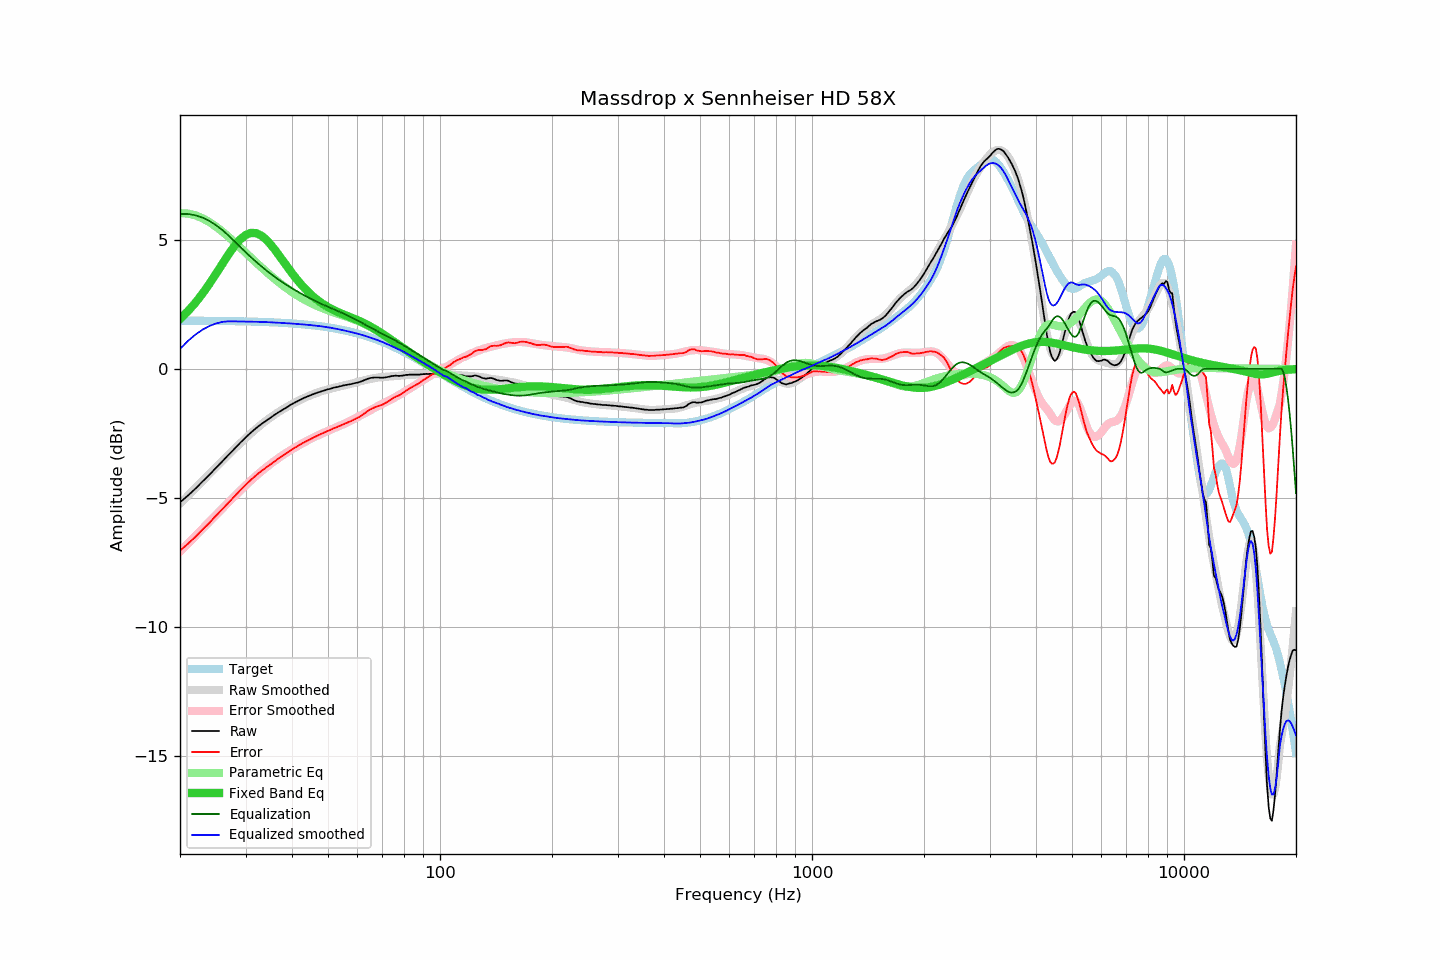 Massdrop x Sennheiser HD 58X
Amplitude (dBr)
5
0
−5
−10
−15
Target
Raw Smoothed
Error Smoothed
Raw
Error
Parametric Eq
Fixed Band Eq
Equalization
Equalized smoothed
100 1000 10000
Frequency (Hz)